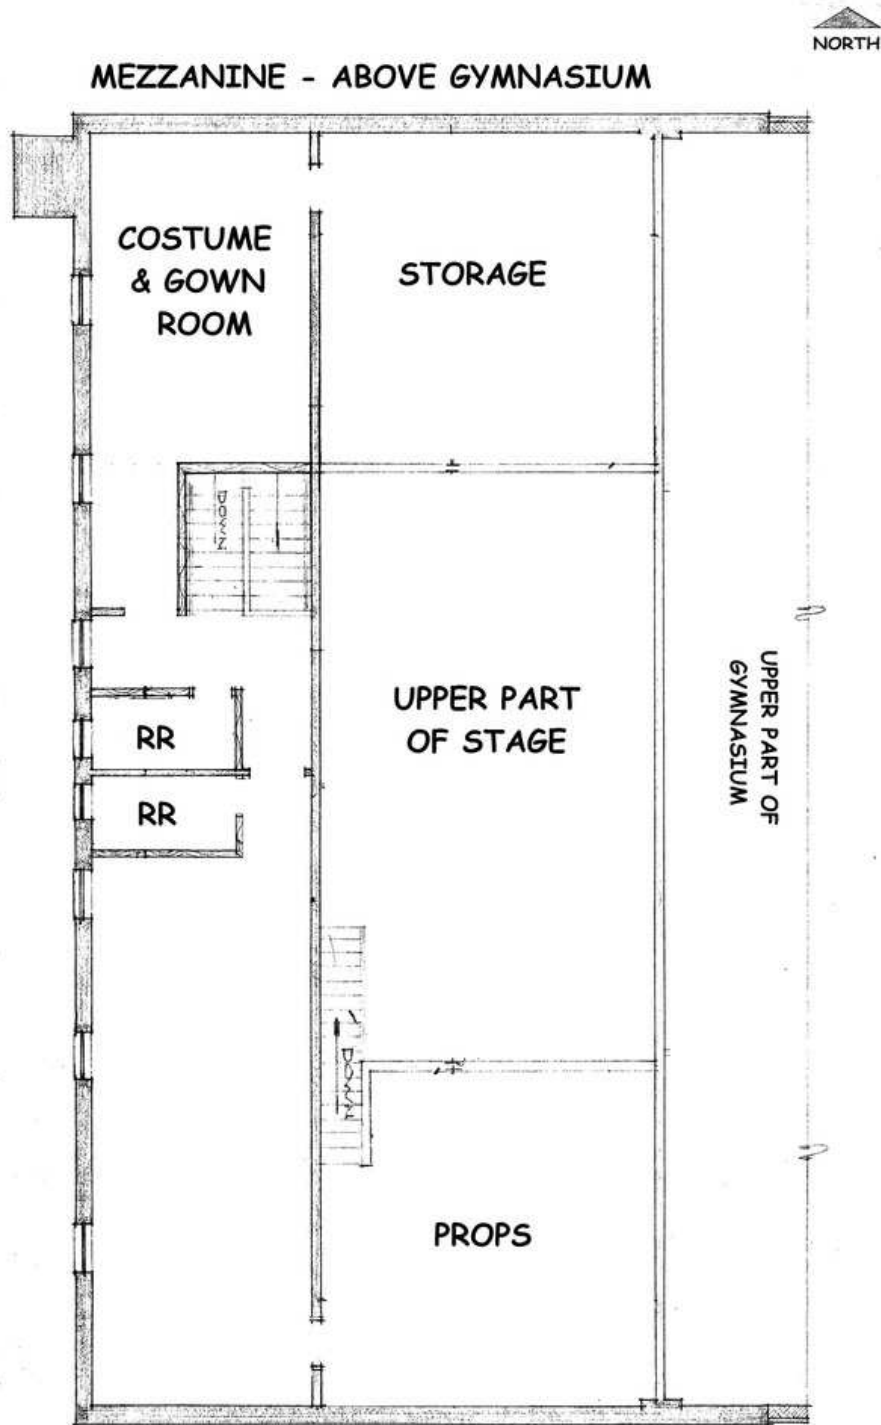 NORTH
MEZZANINE - ABOVE GYMNASIUM
COSTUME
& GOWN
ROOM
STORAGE
DOWN
UPPER PART
OF STAGE
UPPER PART OF
GYMNASIUM
RR
RR
DOWN
PROPS